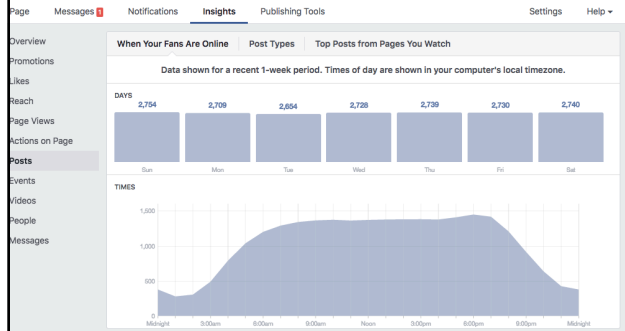 Page Messages 1 Notifications Insights Publishing Tools Settings Help
Overview
Promotions
Likes
Reach
Page Views
Actions on Page
Posts
Events
Videos
People
Messages
When Your Fans Are Online Post Types Top Posts from Pages You Watch
Data shown for a recent 1-week period. Times of day are shown in your computer's local timezone.
DAYS
2,754 2,709 2,654 2,728 2,739 2,730 2,740
Sun Mon Tue Wed Thu Fri Sat
TIMES
1,500
1,000
500
0
Midnight 3:00am 6:00am 9:00am Noon 3:00pm 6:00pm 9:00pm Midnight